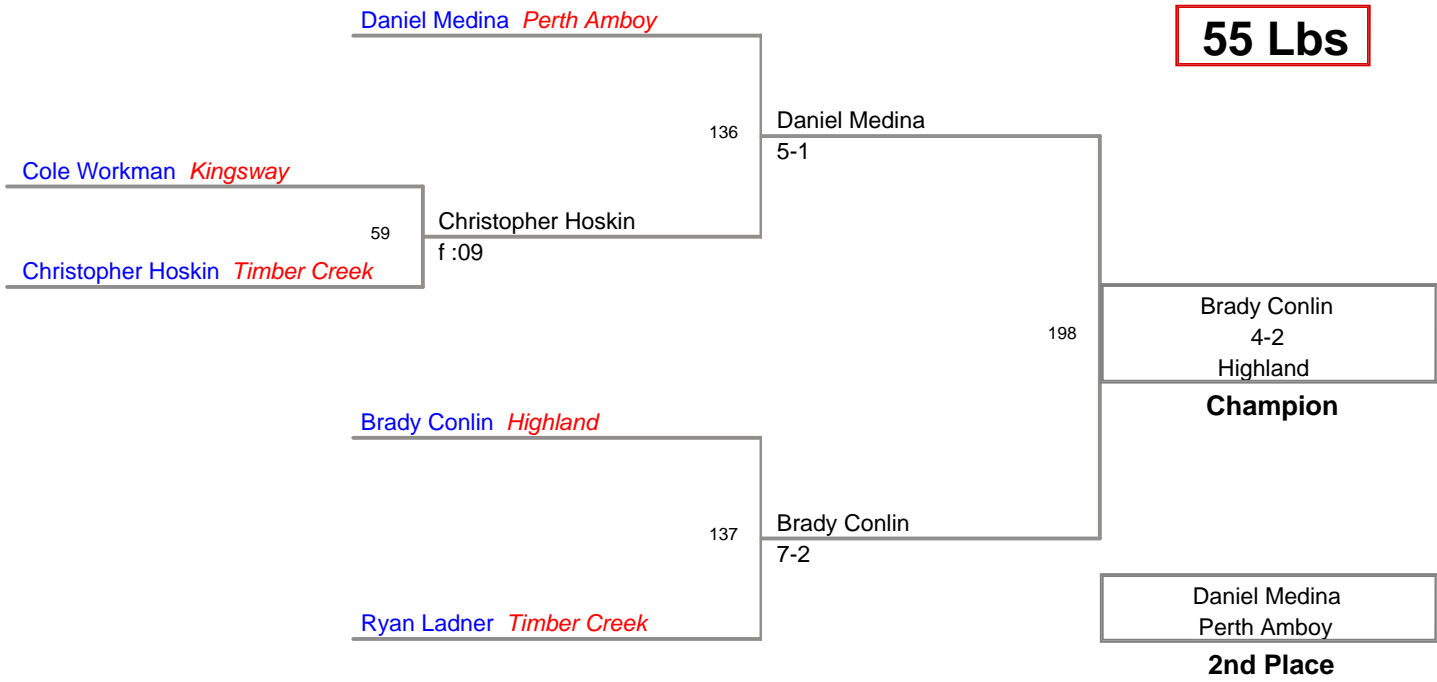 Daniel Medina Perth Amboy
55 Lbs
136
Daniel Medina
5-1
Cole Workman Kingsway
59
Christopher Hoskin
f :09
Christopher Hoskin Timber Creek
198
Brady Conlin
4-2
Highland
Champion
Brady Conlin Highland
137
Brady Conlin
7-2
Ryan Ladner Timber Creek
Daniel Medina
Perth Amboy
2nd Place